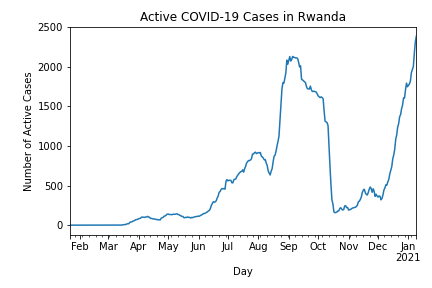 Active COVID-19 Cases in Rwanda
2500
2000
1500
1000
500
0
Number of Active Cases
Feb Mar Apr May Jun Jul Aug Sep Oct Nov Dec Jan
2021
Day